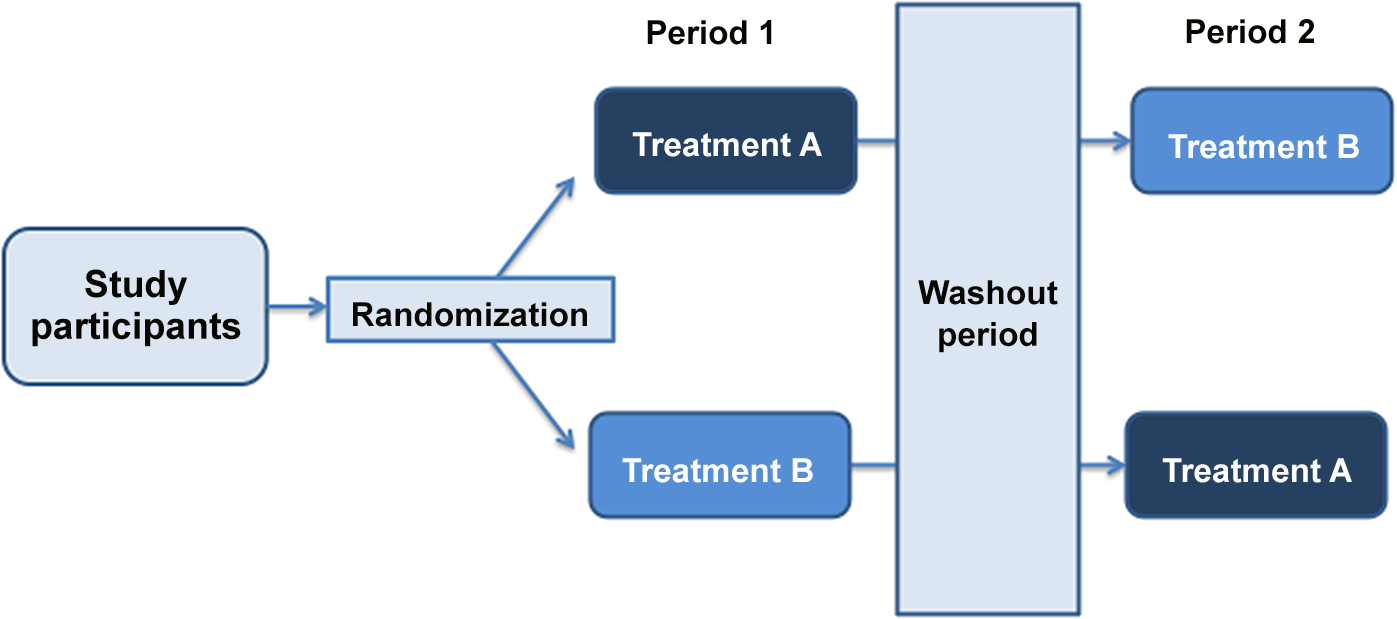 Period 1
Period 2
Treatment A
Treatment B
Study
participants
Randomization
Washout
period
Treatment B
Treatment A